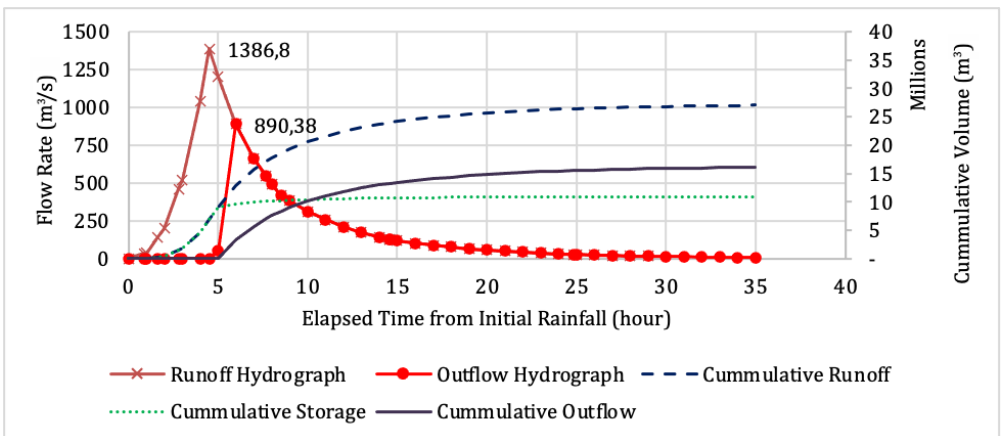 1500
1250
1000
750
500
250
0
Flow Rate (m³/s)
1386,8
890,38
40
35
30
25
20
15
10
5
-
Millions
Cummulative Volume (m³)
0 5 10 15 20 25 30 35 40
Elapsed Time from Initial Rainfall (hour)
Runoff Hydrograph
Outflow Hydrograph
Cummulative Runoff
Cummulative Storage
Cummulative Outflow